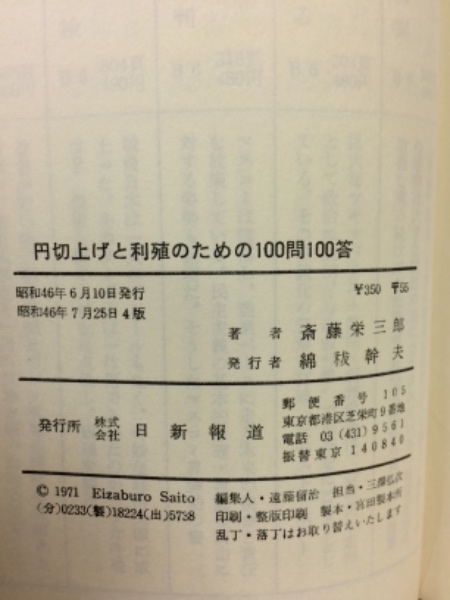 円切上げと利殖のための100問100答
昭和46年6月10日発行
¥350 〒55
昭和46年7月25日4版
著者 斎藤栄三郎
発行者 綿秡幹夫
発行所 株式会社 日新報道
郵便番号 105
東京都港区芝栄町9番地
電話 03(431)9561
振替東京 140840
© 1971 Eizaburo Saito
(分)0233(製)18224(出)5738
編集人・遠藤留治 担当・三沢弘次
印刷・整版印刷 製本・宮田製本所
乱丁・落丁はお取り替えいたします